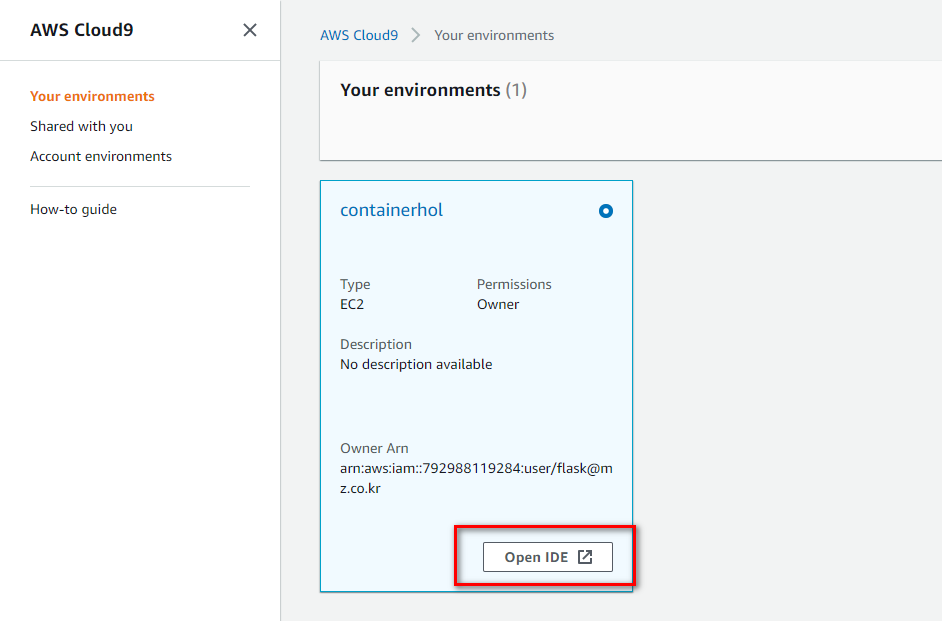 AWS Cloud9
Your environments
Shared with you
Account environments
How-to guide
AWS Cloud9 > Your environments
Your environments (1)
containerhol
Type
EC2
Permissions
Owner
Description
No description available
Owner Arn
arn:aws:iam::792988119284:user/flask@m
z.co.kr
Open IDE